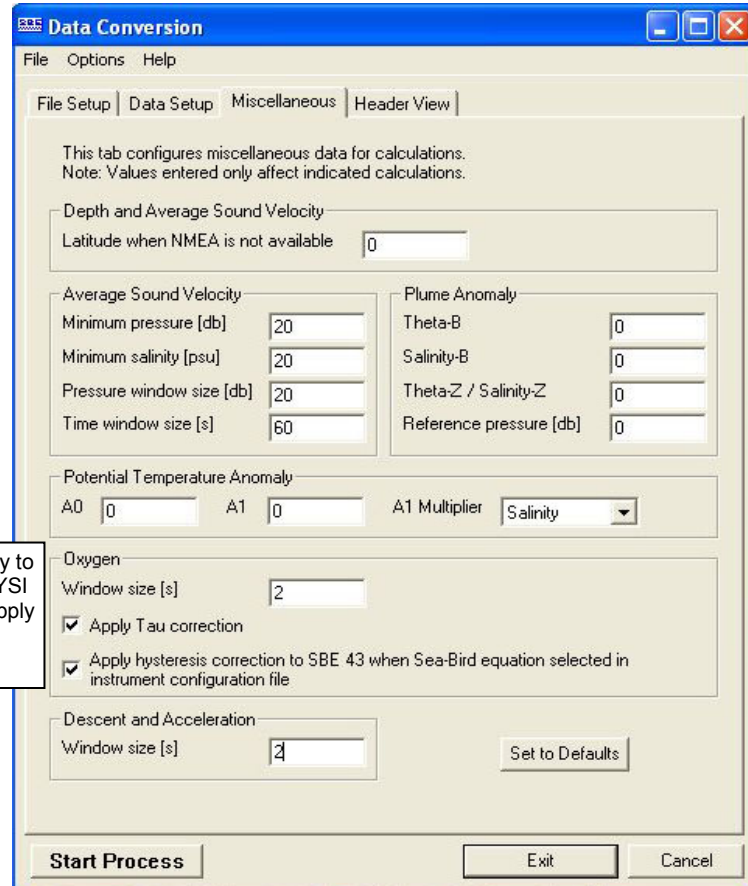 SBE Data Conversion
File Options Help
File Setup Data Setup Miscellaneous Header View
This tab configures miscellaneous data for calculations.
Note: Values entered only affect indicated calculations.
Depth and Average Sound Velocity
Latitude when NMEA is not available 0
Average Sound Velocity
Minimum pressure [db] 20
Minimum salinity [psu] 20
Pressure window size [db] 20
Time window size [s] 60
Plume Anomaly
Theta-B 0
Salinity-B 0
Theta-Z / Salinity-Z 0
Reference pressure [db] 0
Potential Temperature Anomaly
A0 0 A1 0 A1 Multiplier Salinity
y to
YSI
pply
Oxygen
Window size [s] 2
Apply Tau correction
Apply hysteresis correction to SBE 43 when Sea-Bird equation selected in
instrument configuration file
Descent and Acceleration
Window size [s] 2
Set to Defaults
Start Process Exit Cancel